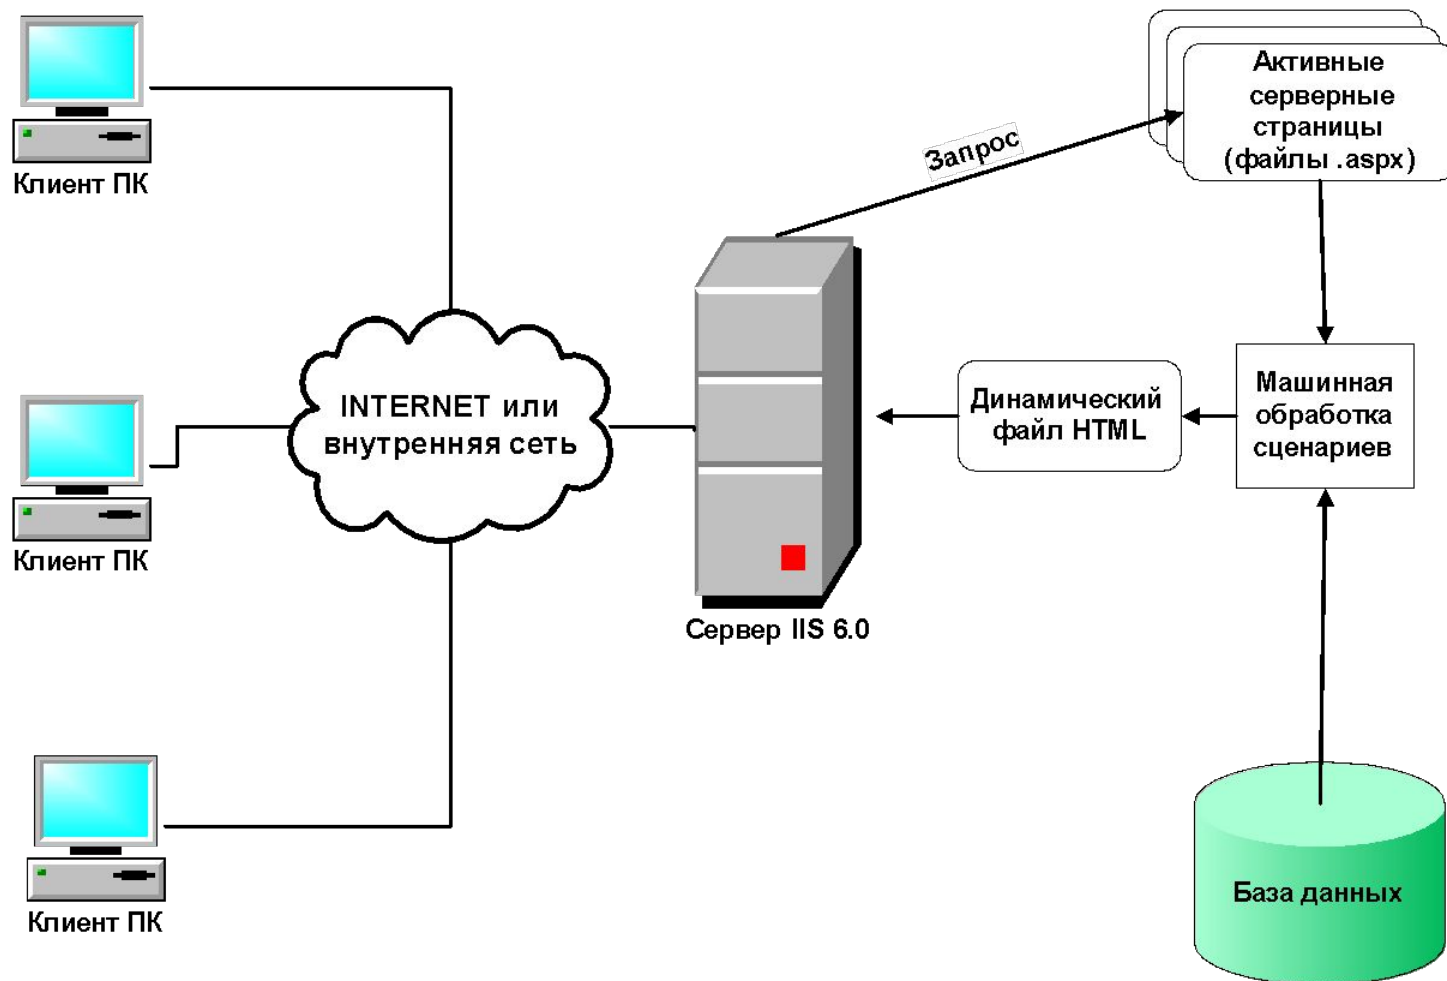 Клиент ПК
Клиент ПК
Клиент ПК
INTERNET или
внутренняя сеть
Сервер IIS 6.0
Запрос
Активные
серверные
страницы
(файлы .aspx)
Динамический
файл HTML
Машинная
обработка
сценариев
База данных